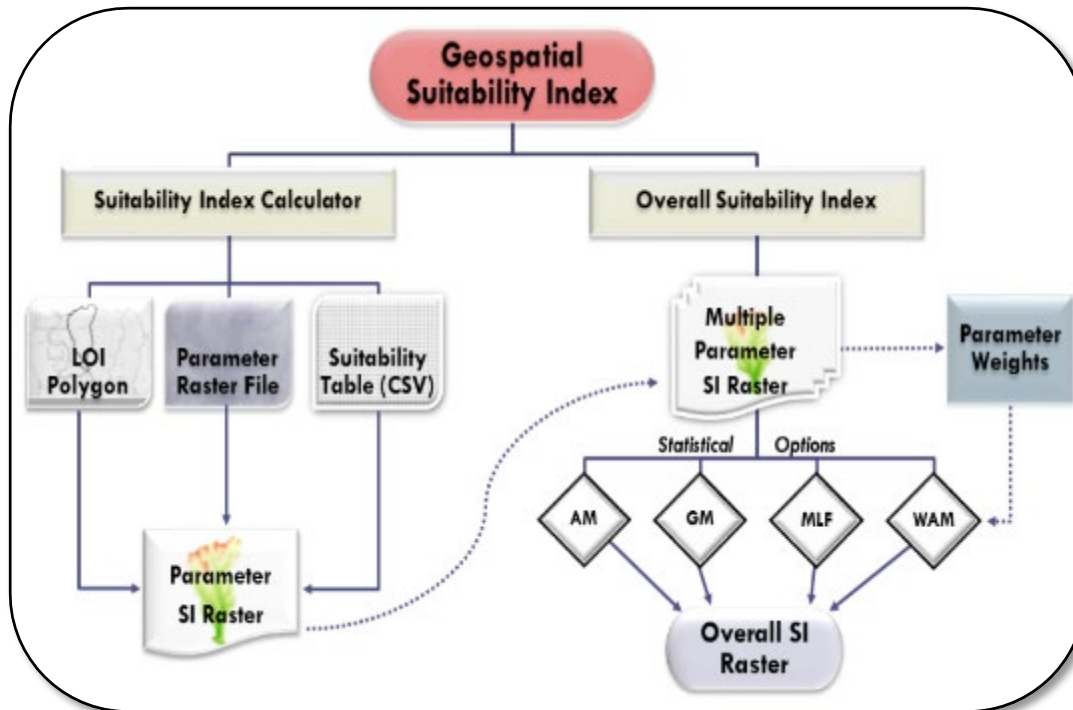 Geospatial
Suitability Index
Suitability Index Calculator
Overall Suitability Index
LOI
Polygon
Parameter
Raster File
Suitability
Table (CSV)
Multiple
Parameter
SI Raster
Parameter
Weights
Statistical Options
AM
GM
MLF
WAM
Parameter
SI Raster
Overall SI
Raster